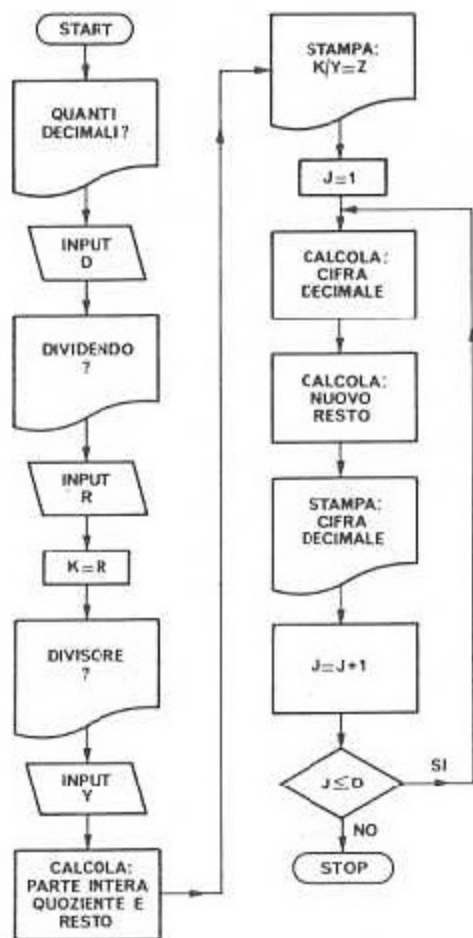 START
QUANTI
DECIMALI?
INPUT
D
DIVIDENDO
?
INPUT
R
K=R
DIVISORE
?
INPUT
Y
CALCOLA:
PARTE INTERA
QUOZIENTE E
RESTO
STAMPA:
K/Y=Z
J=1
CALCOLA:
CIFRA
DECIMALE
CALCOLA:
NUOVO
RESTO
STAMPA:
CIFRA
DECIMALE
J=J+1
J≤D
SI
NO
STOP